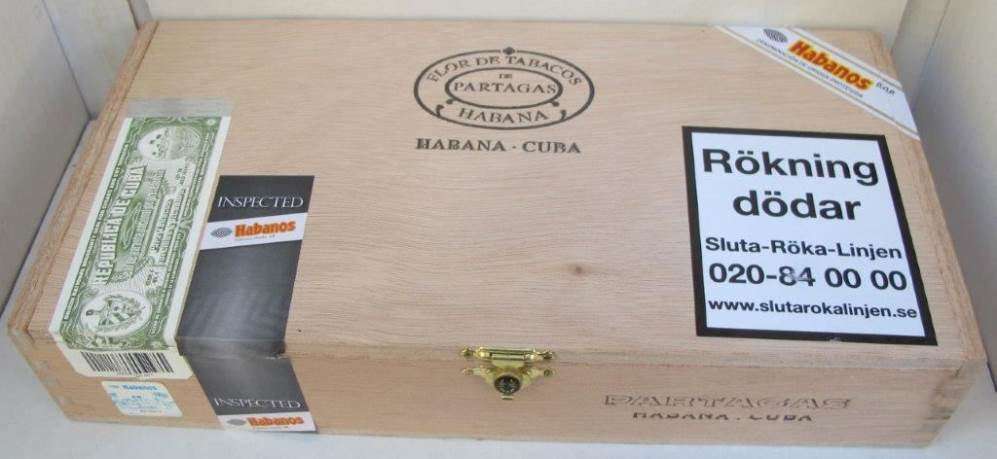 FLOR DE TABACOS
DE
PARTAGAS
HABANA
HABANA · CUBA
Habanos
Rökning
dödar
Sluta-Röka-Linjen
020-84 00 00
www.slutarokalinjen.se
REPUBLICA DE CUBA
INSPECTED
Habanos
Habanos
INSPECTED
Habanos
PARTAGAS
HABANA · CUBA